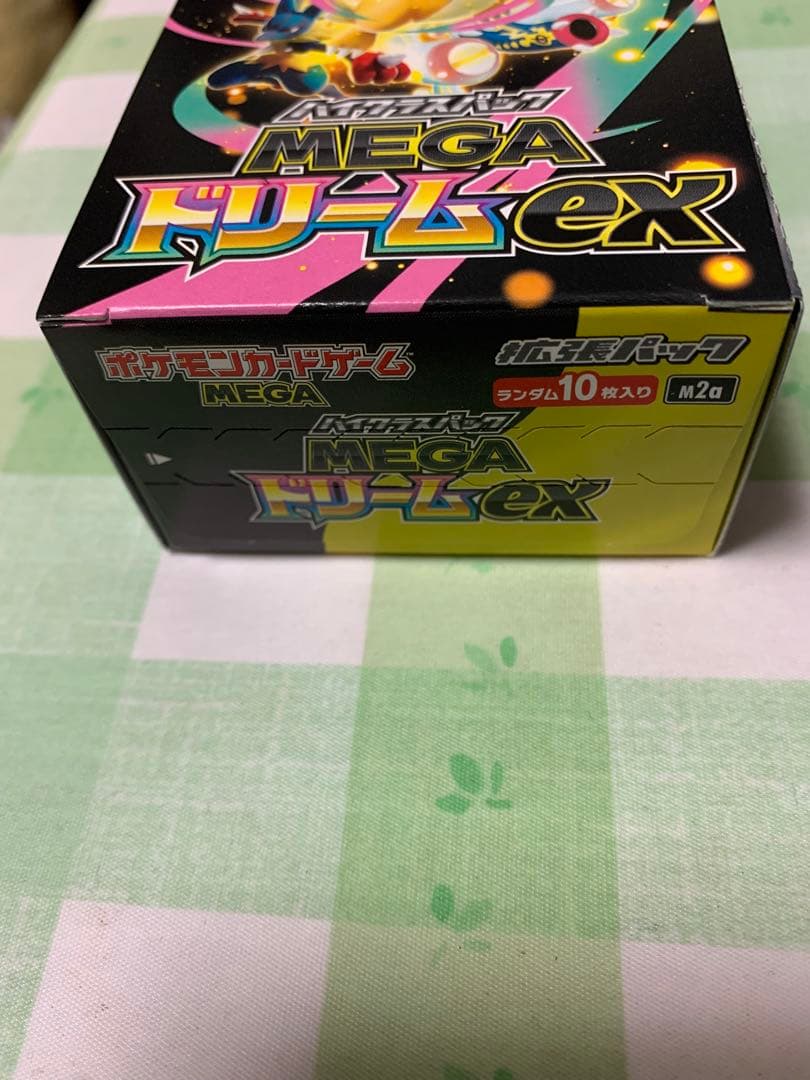 ハイクラスパック
MEGA
ドリームex
ポケモンカードゲーム
MEGA
拡張パック
ランダム10枚入り M2a
ハイクラスパック
MEGA
ドリームex